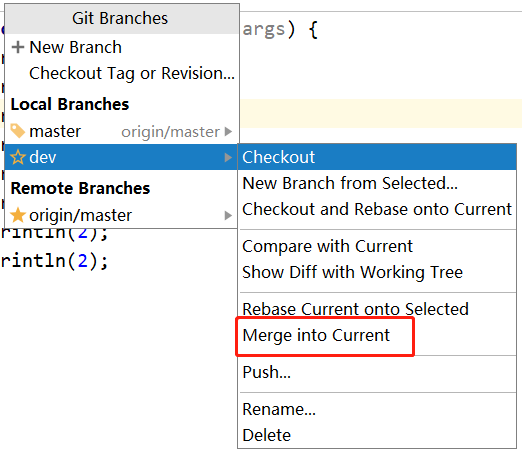 Git Branches
args) {
New Branch
Checkout Tag or Revision...
Local Branches
master origin/master
dev
Remote Branches
origin/master
Checkout
New Branch from Selected...
Checkout and Rebase onto Current
Compare with Current
Show Diff with Working Tree
Rebase Current onto Selected
Merge into Current
Push...
Rename...
Delete
rintln(2);
rintln(2);